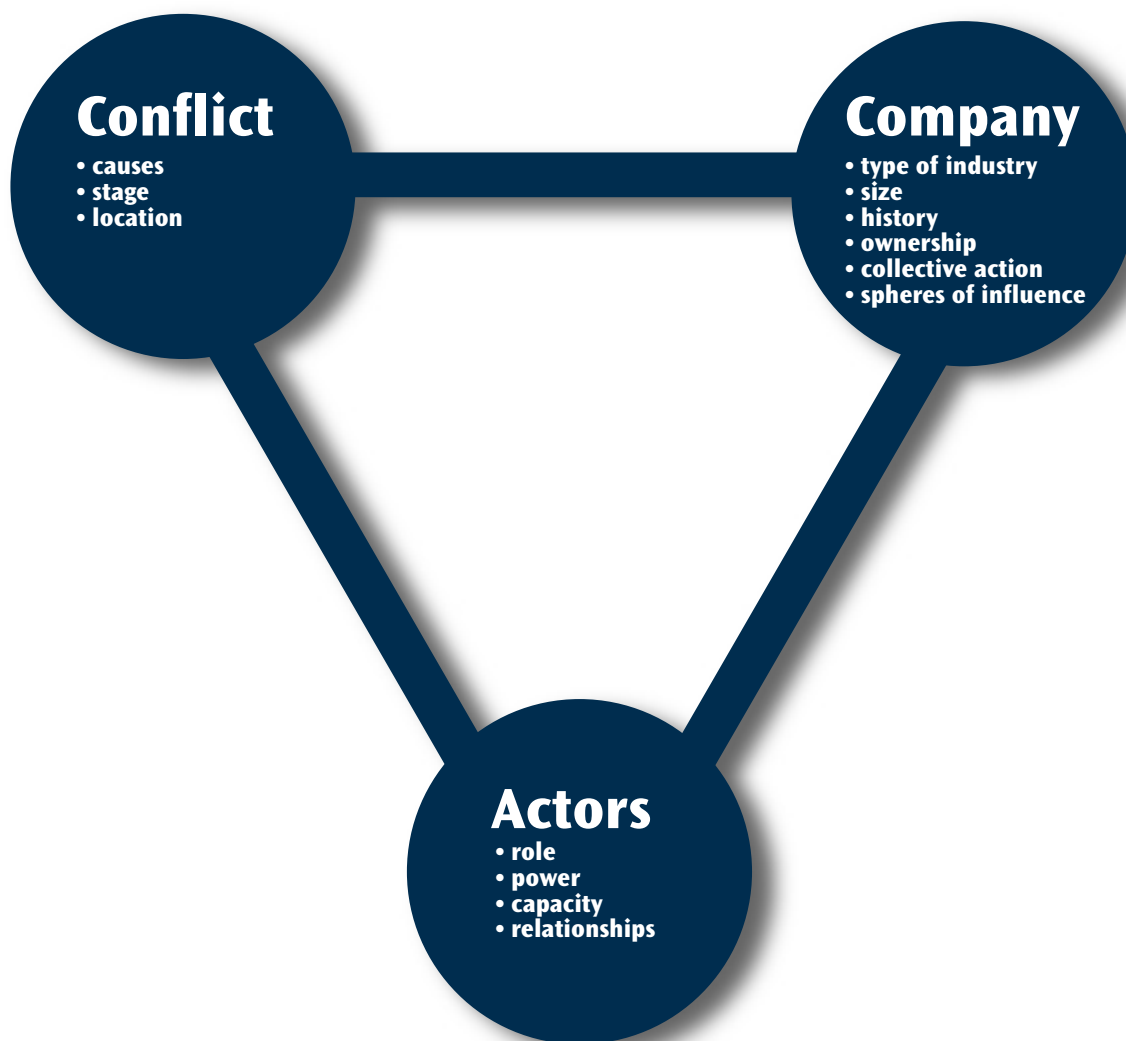 Conflict
• causes
• stage
• location
Company
• type of industry
• size
• history
• ownership
• collective action
• spheres of influence
Actors
• role
• power
• capacity
• relationships